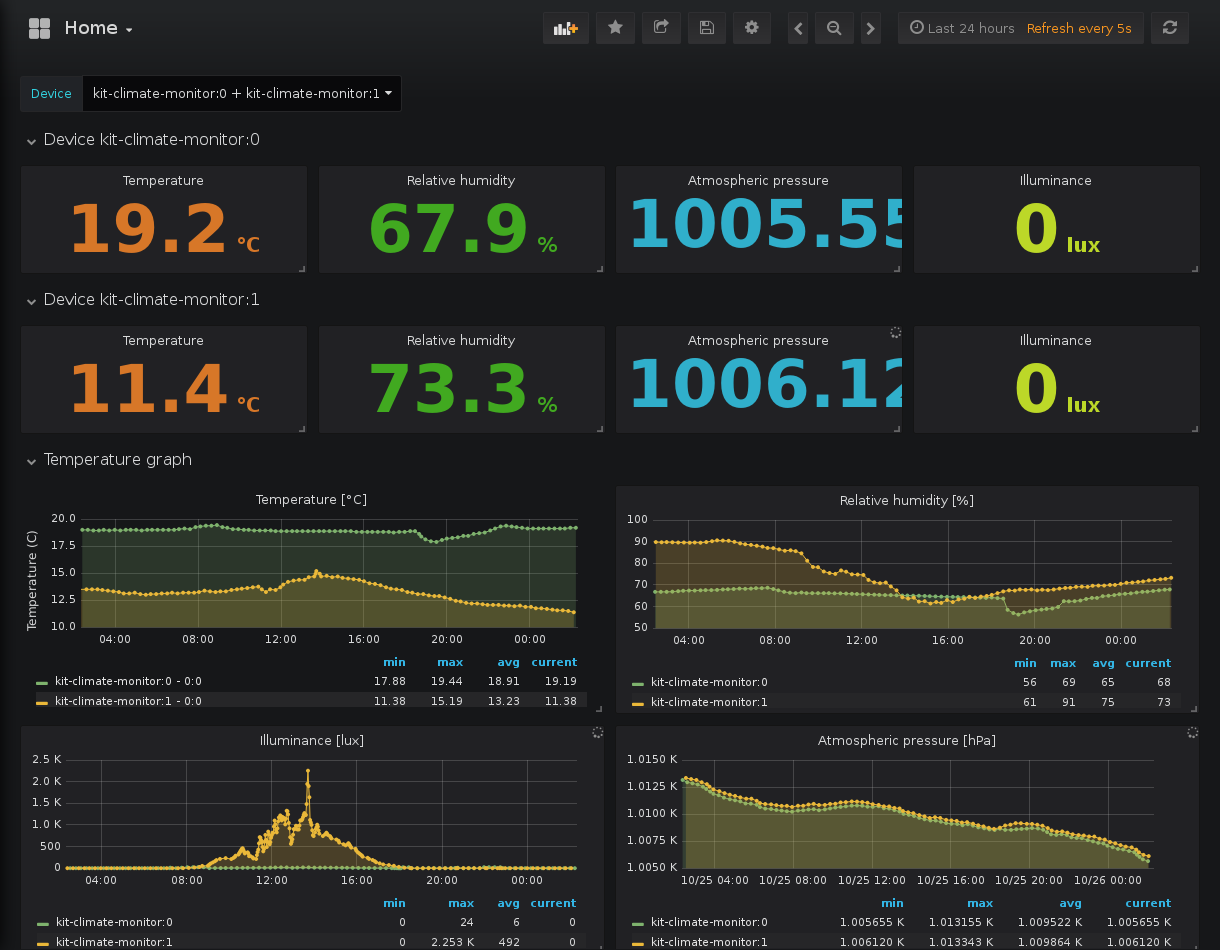 Home
Last 24 hours Refresh every 5s
Device kit-climate-monitor:0 + kit-climate-monitor:1
Device kit-climate-monitor:0
Temperature Relative humidity Atmospheric pressure Illuminance
19.2 °C 67.9 % 1005.55 0 lux
Device kit-climate-monitor:1
Temperature Relative humidity Atmospheric pressure Illuminance
11.4 °C 73.3 % 1006.12 0 lux
Temperature graph
Temperature [°C]
Temperature (C)
20.0
17.5
15.0
12.5
10.0
04:00 08:00 12:00 16:00 20:00 00:00
min max avg current
kit-climate-monitor:0 - 0:0 17.88 19.44 18.91 19.19
kit-climate-monitor:1 - 0:0 11.38 15.19 13.23 11.38
Relative humidity [%]
100
90
80
70
60
50
04:00 08:00 12:00 16:00 20:00 00:00
min max avg current
kit-climate-monitor:0 56 69 65 68
kit-climate-monitor:1 61 91 75 73
Illuminance [lux]
2.5 K
2.0 K
1.5 K
1.0 K
500
0
04:00 08:00 12:00 16:00 20:00 00:00
min max avg current
kit-climate-monitor:0 0 24 6 0
kit-climate-monitor:1 0 2.253 K 492 0
Atmospheric pressure [hPa]
1.0150 K
1.0125 K
1.0100 K
1.0075 K
1.0050 K
10/25 04:00 10/25 08:00 10/25 12:00 10/25 16:00 10/25 20:00 10/26 00:00
min max avg current
kit-climate-monitor:0 1.005655 K 1.013155 K 1.009522 K 1.005655 K
kit-climate-monitor:1 1.006120 K 1.013343 K 1.009864 K 1.006120 K